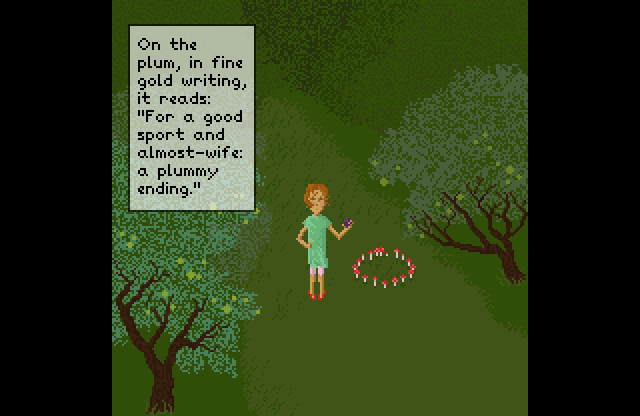 On the
plum, in fine
gold writing,
it reads:
"For a good
sport and
almost-wife:
a plummy
ending."